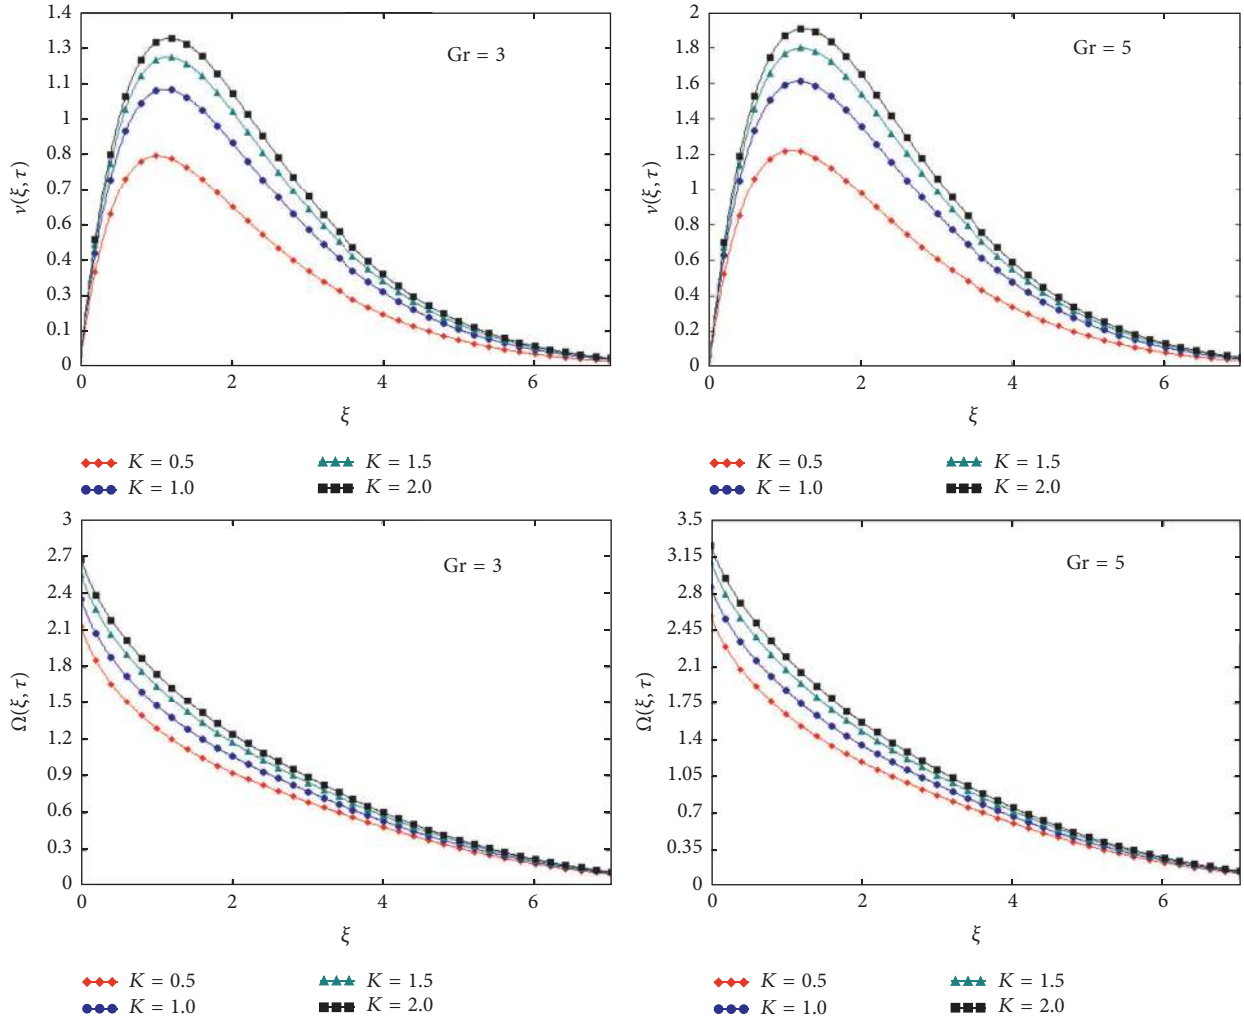 1.4
1.3
1.1
1
0.8
0.7
0.6
0.4
0.3
0.1
0
0 2 4 6
ν(ξ, τ)
ξ
Gr = 3
K = 0.5
K = 1.0
K = 1.5
K = 2.0
2
1.8
1.6
1.4
1.2
1
0.8
0.6
0.4
0.2
0
0 2 4 6
ν(ξ, τ)
ξ
Gr = 5
K = 0.5
K = 1.0
K = 1.5
K = 2.0
3
2.7
2.4
2.1
1.8
1.5
1.2
0.9
0.6
0.3
0
0 2 4 6
Ω(ξ, τ)
ξ
Gr = 3
K = 0.5
K = 1.0
K = 1.5
K = 2.0
3.5
3.15
2.8
2.45
2.1
1.75
1.4
1.05
0.7
0.35
0
0 2 4 6
Ω(ξ, τ)
ξ
Gr = 5
K = 0.5
K = 1.0
K = 1.5
K = 2.0